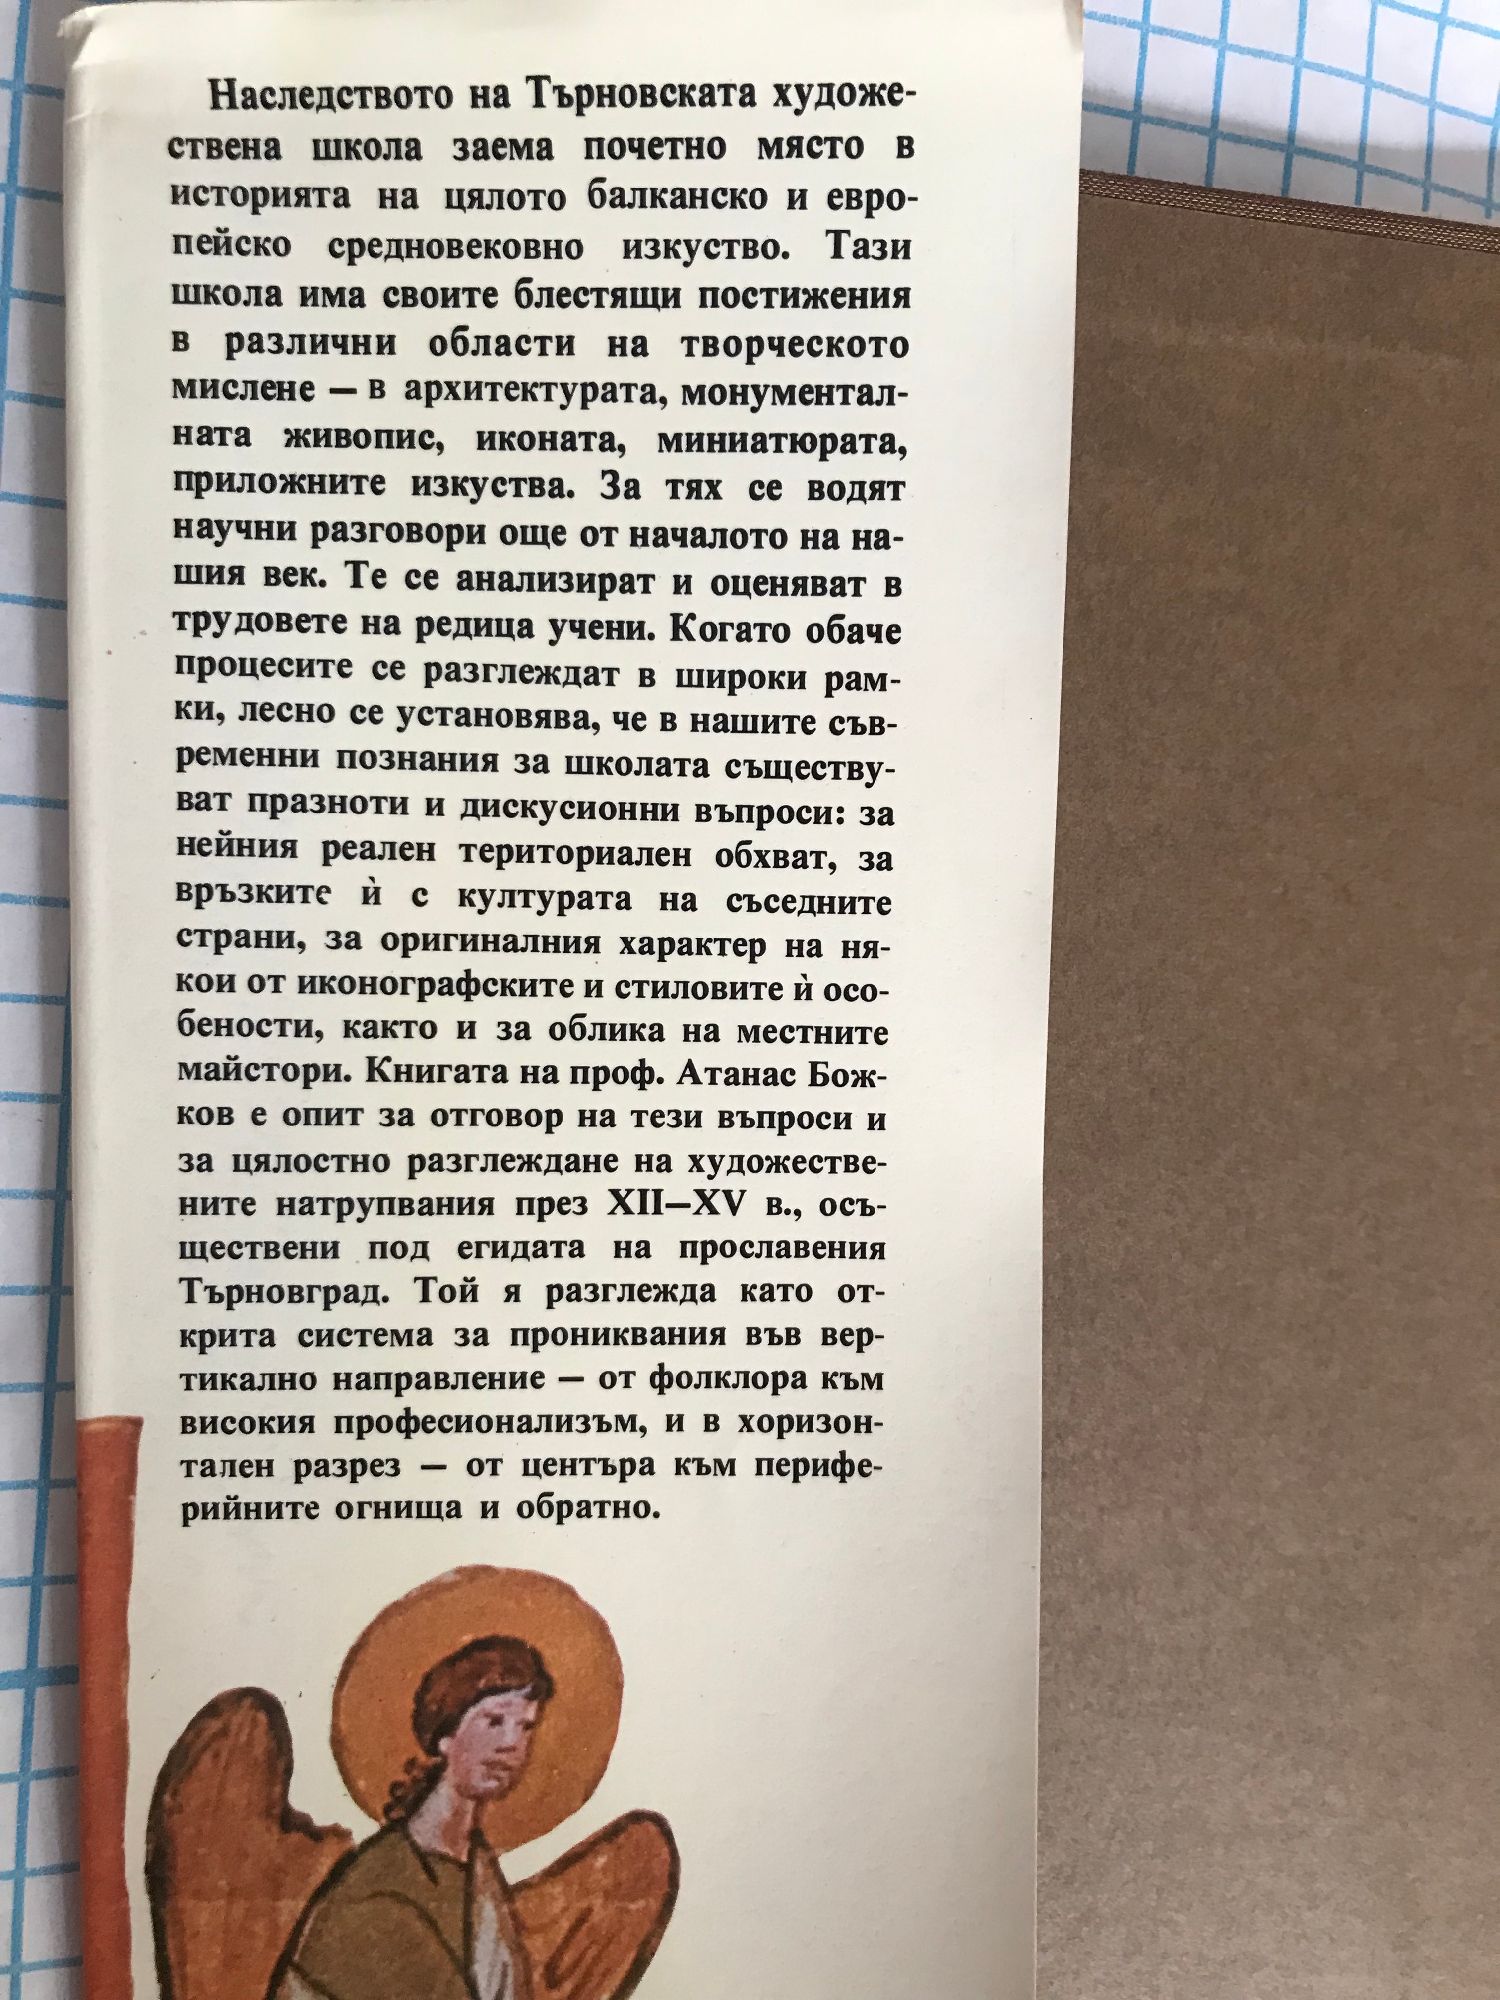 Наследството на Търновската художе-
ствена школа заема почетно място в
историята на цялото балканско и евро-
пейско средновековно изкуство. Тази
школа има своите блестящи постижения
в различни области на творческото
мислене — в архитектурата, монументал-
ната живопис, иконата, миниатюрата,
приложните изкуства. За тях се водят
научни разговори още от началото на на-
шия век. Те се анализират и оценяват в
трудовете на редица учени. Когато обаче
процесите се разглеждат в широки рам-
ки, лесно се установява, че в нашите съв-
ременни познания за школата съществу-
ват празноти и дискусионни въпроси: за
нейния реален териториален обхват, за
връзките ѝ с културата на съседните
страни, за оригиналния характер на ня-
кои от иконографските и стиловите ѝ осо-
бености, както и за облика на местните
майстори. Книгата на проф. Атанас Бож-
ков е опит за отговор на тези въпроси и
за цялостно разглеждане на художестве-
ните натрупвания през XII—XV в., осъ-
ществени под егидата на прославения
Търновград. Той я разглежда като от-
крита система за прониквания във вер-
тикално направление — от фолклора към
високия професионализъм, и в хоризон-
тален разрез — от центъра към перифе-
рийните огнища и обратно.